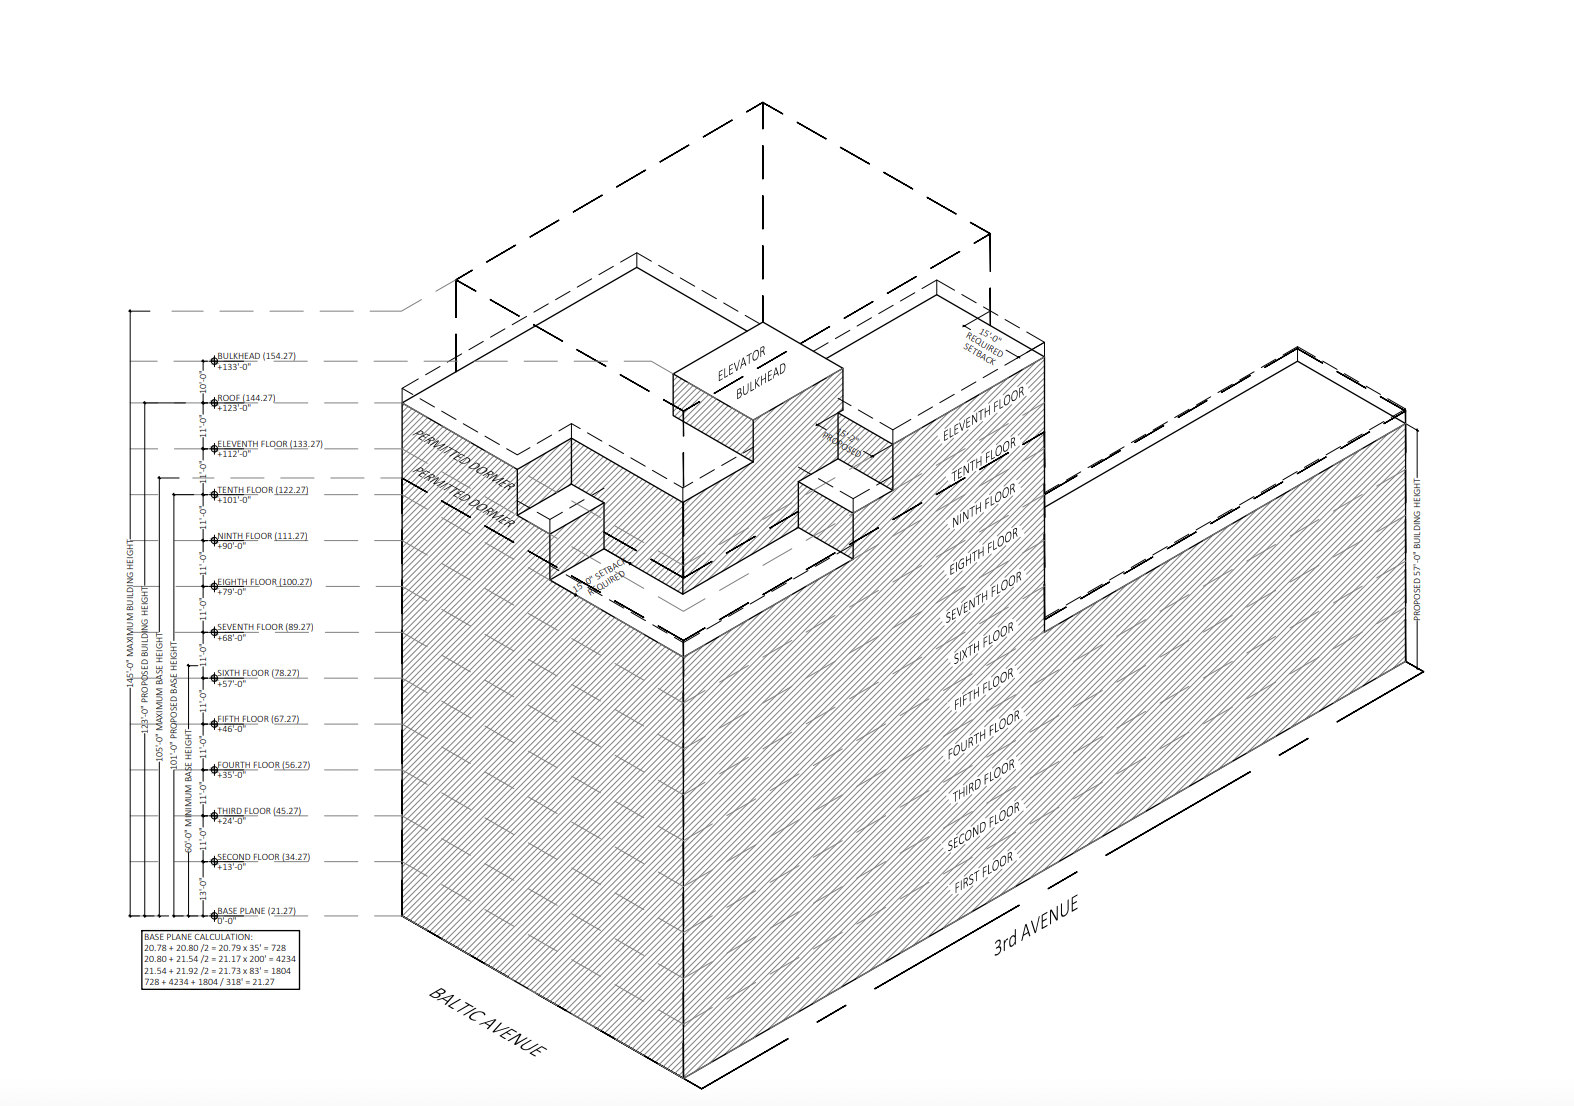 BULKHEAD (154.27)
+133'-0"
10'-0"
ROOF (144.27)
+123'-0"
11'-0"
ELEVENTH FLOOR (133.27)
+112'-0"
11'-0"
TENTH FLOOR (122.27)
+101'-0"
11'-0"
NINTH FLOOR (111.27)
+90'-0"
11'-0"
EIGHTH FLOOR (100.27)
+79'-0"
11'-0"
SEVENTH FLOOR (89.27)
+68'-0"
11'-0"
SIXTH FLOOR (78.27)
+57'-0"
11'-0"
FIFTH FLOOR (67.27)
+46'-0"
11'-0"
FOURTH FLOOR (56.27)
+35'-0"
11'-0"
THIRD FLOOR (45.27)
+24'-0"
11'-0"
SECOND FLOOR (34.27)
+13'-0"
13'-0"
BASE PLANE (21.27)
0'-0"
145'-0" MAXIMUM BUILDING HEIGHT
123'-0" PROPOSED BUILDING HEIGHT
105'-0" MAXIMUM BASE HEIGHT
101'-0" PROPOSED BASE HEIGHT
60'-0" MINIMUM BASE HEIGHT
BASE PLANE CALCULATION:
20.78 + 20.80 /2 = 20.79 x 35' = 728
20.80 + 21.54 /2 = 21.17 x 200' = 4234
21.54 + 21.92 /2 = 21.73 x 83' = 1804
728 + 4234 + 1804 / 318' = 21.27
PERMITTED DORMER
PERMITTED DORMER
ELEVATOR
BULKHEAD
15'-0"
REQUIRED
SETBACK
PROPOSED
15'-0" SETBACK
REQUIRED
ELEVENTH FLOOR
TENTH FLOOR
NINTH FLOOR
EIGHTH FLOOR
SEVENTH FLOOR
SIXTH FLOOR
FIFTH FLOOR
FOURTH FLOOR
THIRD FLOOR
SECOND FLOOR
FIRST FLOOR
PROPOSED 57'-0" BUILDING HEIGHT
BALTIC AVENUE
3rd AVENUE